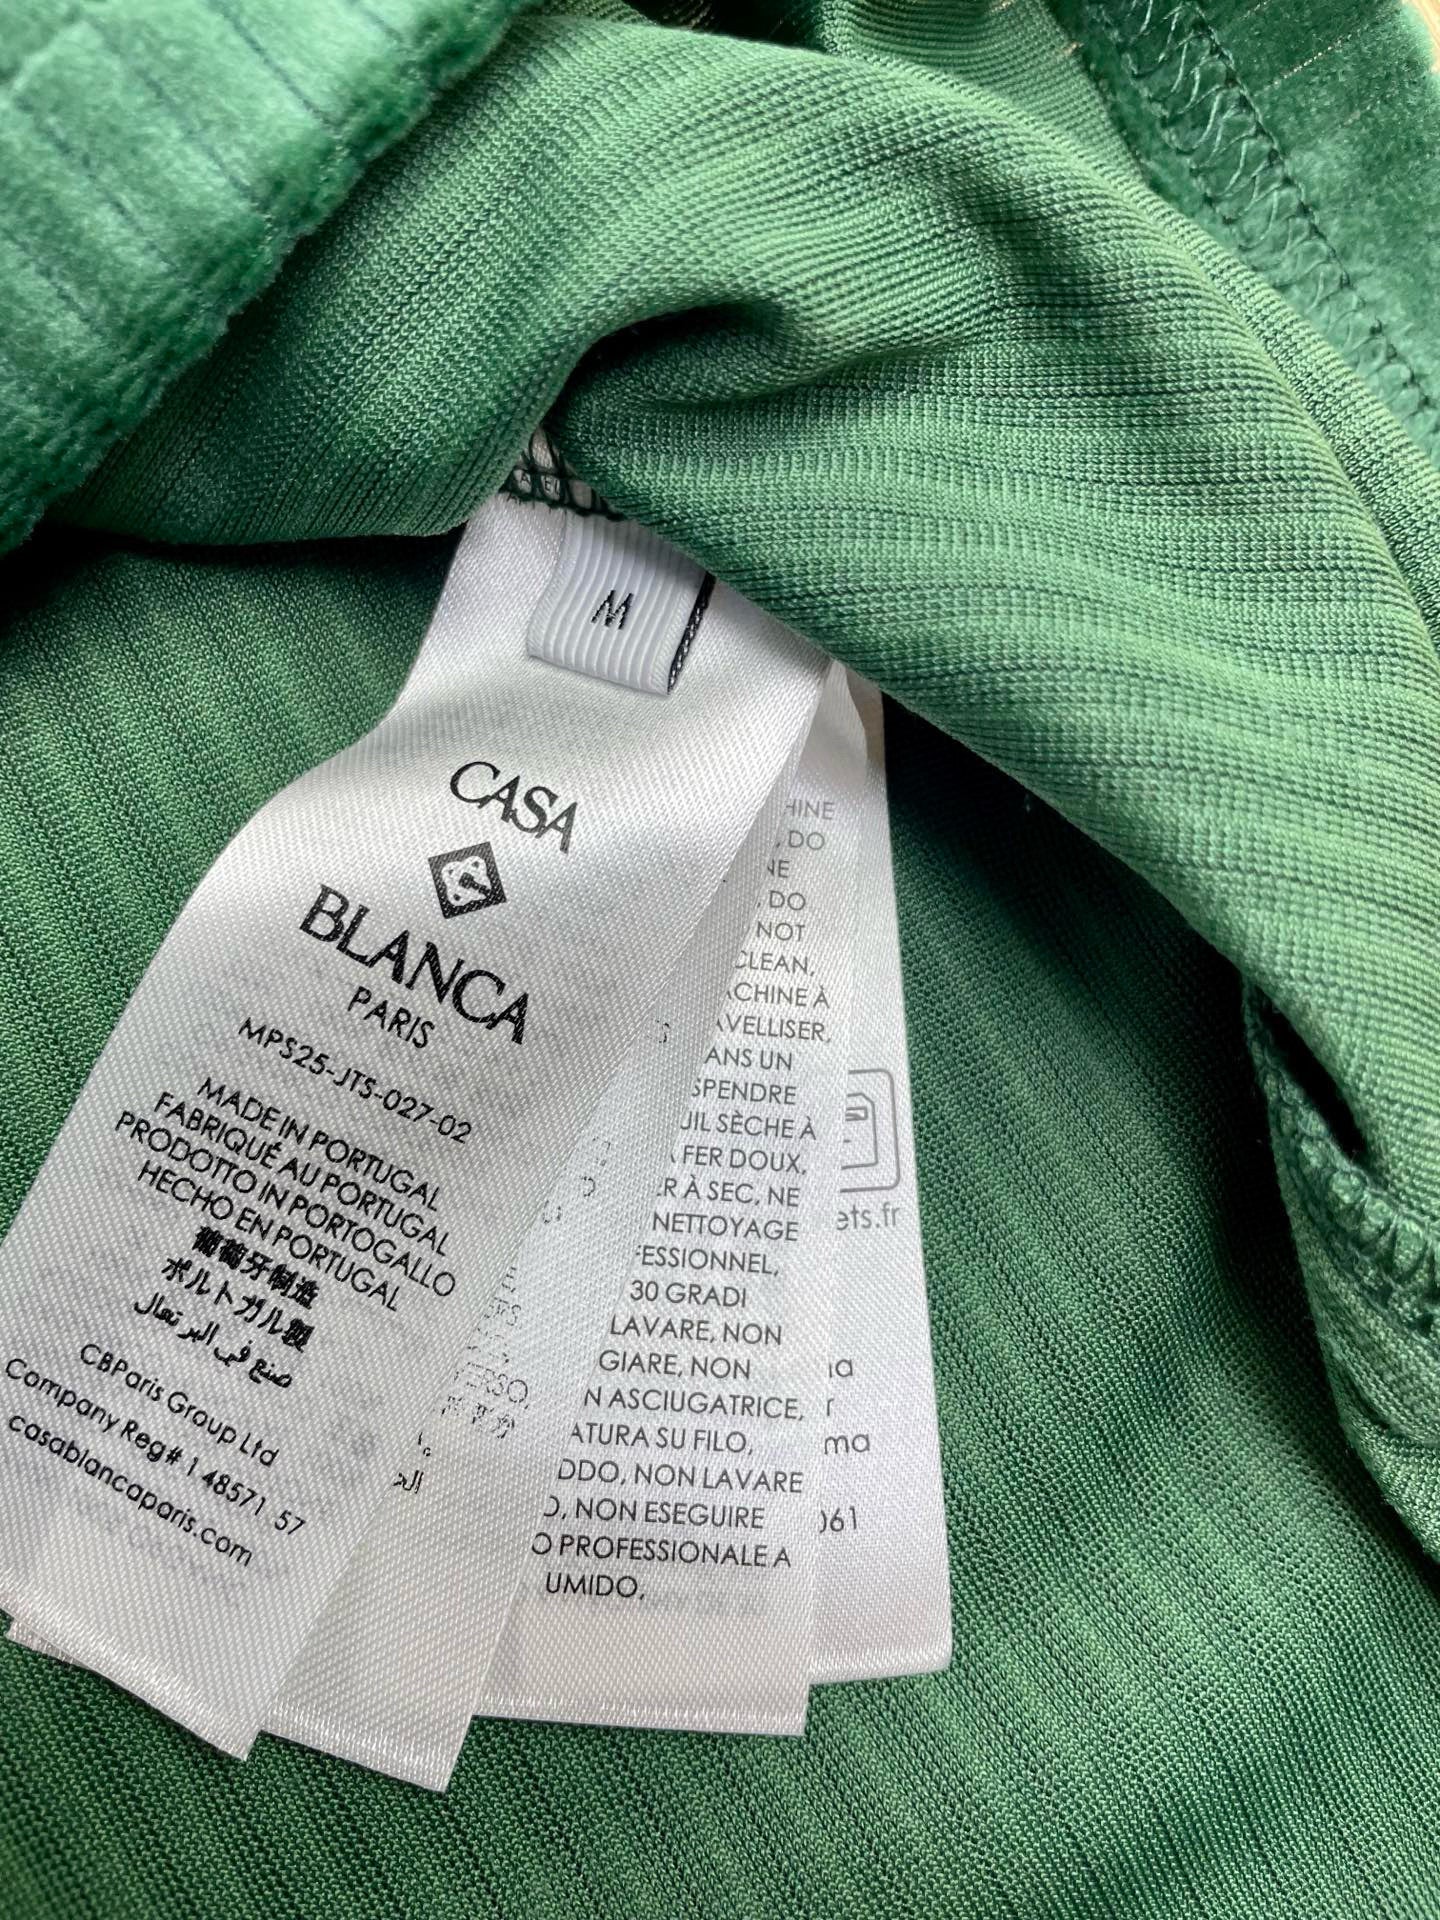 M
CASA
BLANCA
PARIS
MPS25-JTS-027-02
MADE IN PORTUGAL
FABRIQUÉ AU PORTUGAL
PRODOTTO IN PORTOGALLO
HECHO EN PORTUGAL
葡萄牙制造
ポルトガル製
صنع في البرتغال
CBParis Group Ltd
Company Reg# 1 48571 57
casablancaparis.com
VERSO,
HINE
, DO
NE
, DO
NOT
CLEAN,
ACHINE À
AVELLISER,
ANS UN
SPENDRE
UIL SÈCHE À
FER DOUX,
R À SEC, NE
NETTOYAGE
ESSIONNEL,
30 GRADI
LAVARE, NON
GIARE, NON
N ASCIUGATRICE,
ATURA SU FILO,
DDO, NON LAVARE
O, NON ESEGUIRE
O PROFESSIONALE A
UMIDO,
ets.fr
na
r
ma
061